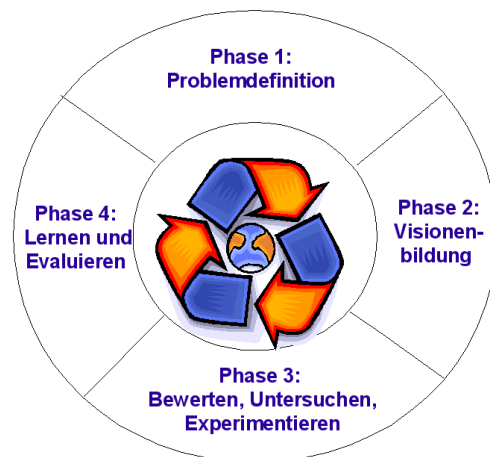 Phase 1:
Problemdefinition
Phase 2:
Visionen-
bildung
Phase 3:
Bewerten, Untersuchen,
Experimentieren
Phase 4:
Lernen und
Evaluieren